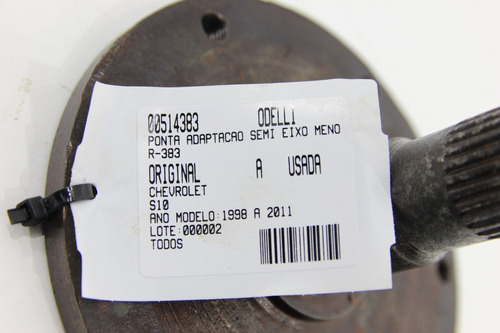 00514383 ODELLI
PONTA ADAPTACAO SEMI EIXO MENO
R-383
ORIGINAL A USADA
CHEVROLET
S10
ANO MODELO:1998 A 2011
LOTE:000002
TODOS